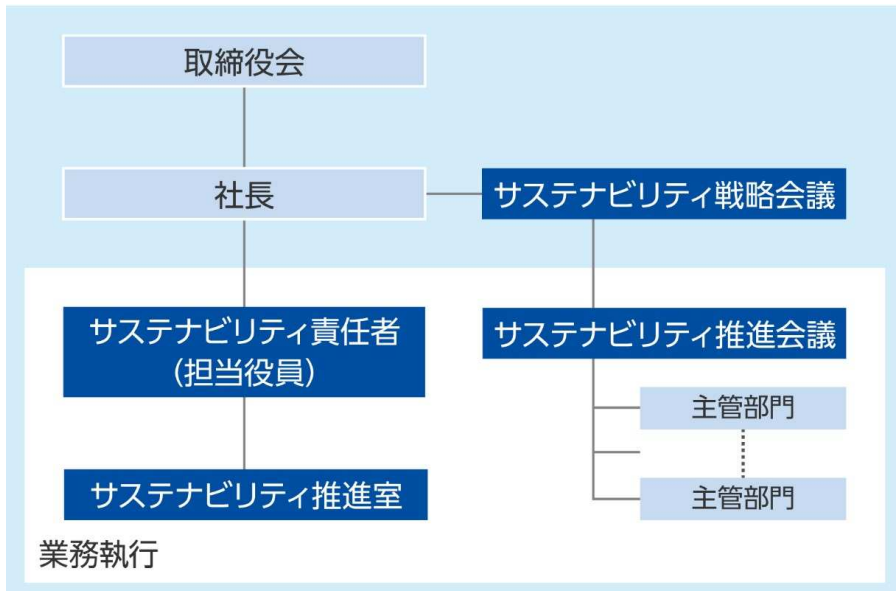 取締役会
社長
サステナビリティ戦略会議
サステナビリティ責任者
（担当役員）
サステナビリティ推進会議
主管部門
サステナビリティ推進室
主管部門
業務執行